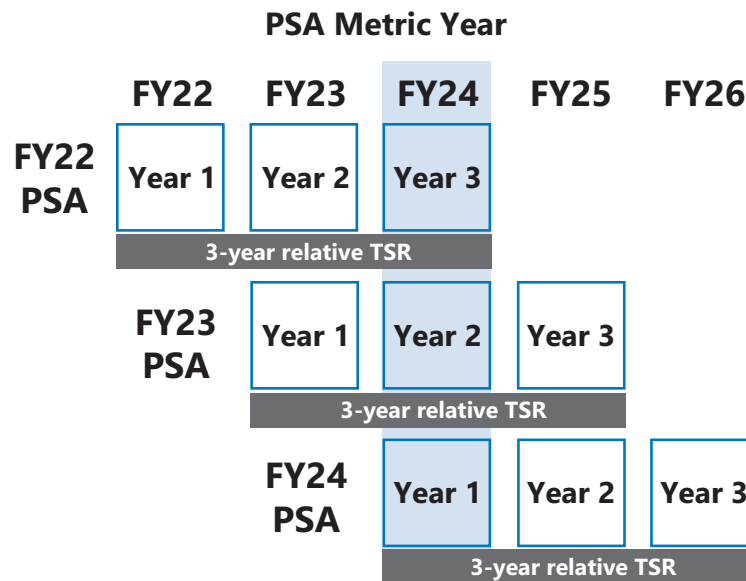 PSA Metric Year
FY22 FY23 FY24 FY25 FY26
FY22
PSA
Year 1 Year 2 Year 3
3-year relative TSR
FY23
PSA
Year 1 Year 2 Year 3
3-year relative TSR
FY24
PSA
Year 1 Year 2 Year 3
3-year relative TSR